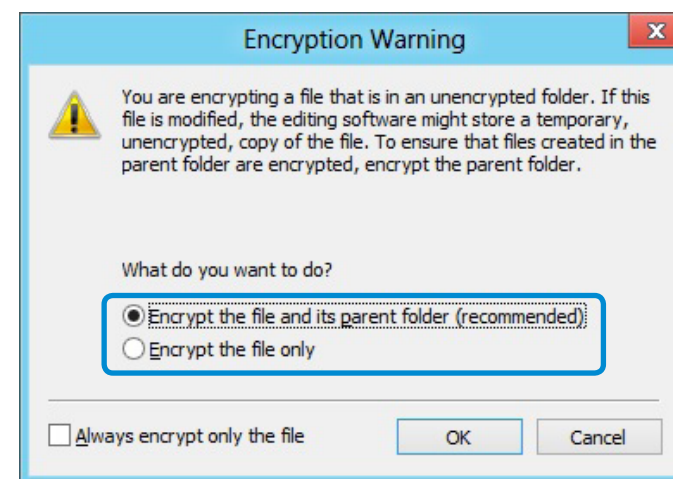 Encryption Warning
You are encrypting a file that is in an unencrypted folder. If this
file is modified, the editing software might store a temporary,
unencrypted, copy of the file. To ensure that files created in the
parent folder are encrypted, encrypt the parent folder.
What do you want to do?
Encrypt the file and its parent folder (recommended)
Encrypt the file only
Always encrypt only the file
OK
Cancel